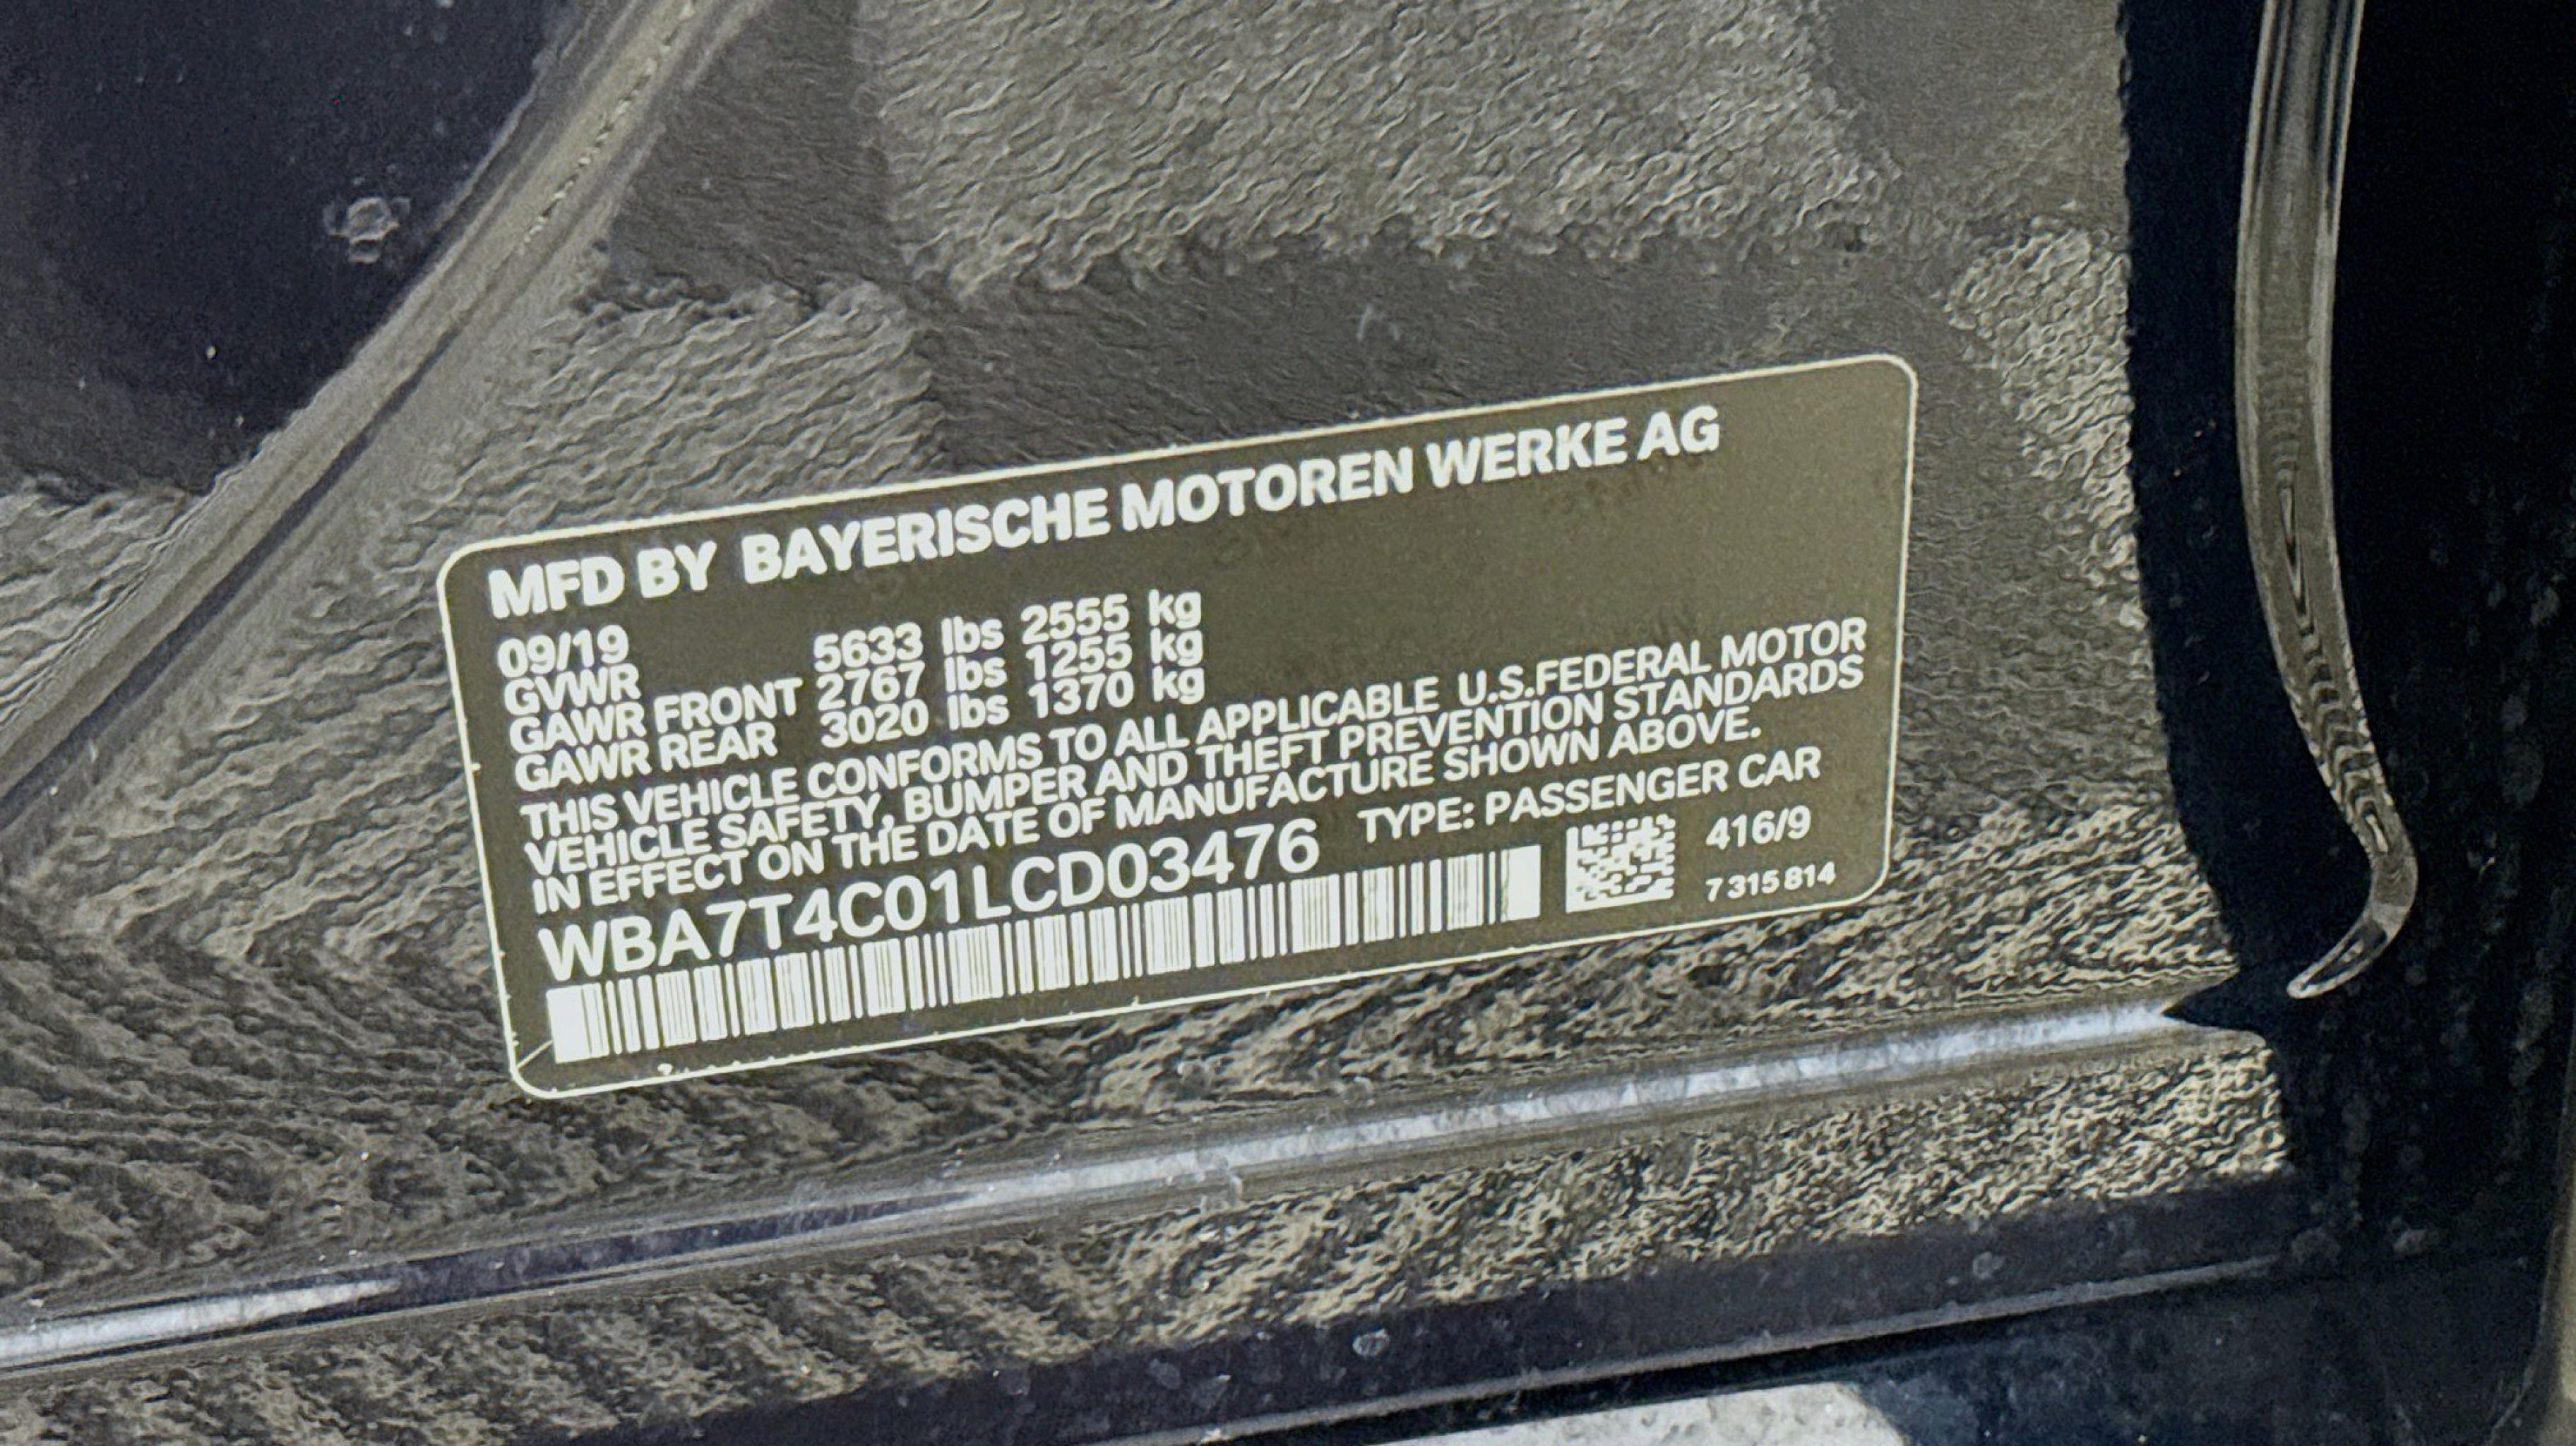 MFD BY BAYERISCHE MOTOREN WERKE AG
09/19
GVWR 5633 lbs 2555 kg
GAWR FRONT 2767 lbs 1255 kg
GAWR REAR 3020 lbs 1370 kg
THIS VEHICLE CONFORMS TO ALL APPLICABLE U.S.FEDERAL MOTOR
VEHICLE SAFETY, BUMPER AND THEFT PREVENTION STANDARDS
IN EFFECT ON THE DATE OF MANUFACTURE SHOWN ABOVE.
WBA7T4C01LCD03476 TYPE: PASSENGER CAR
416/9
7 315 814